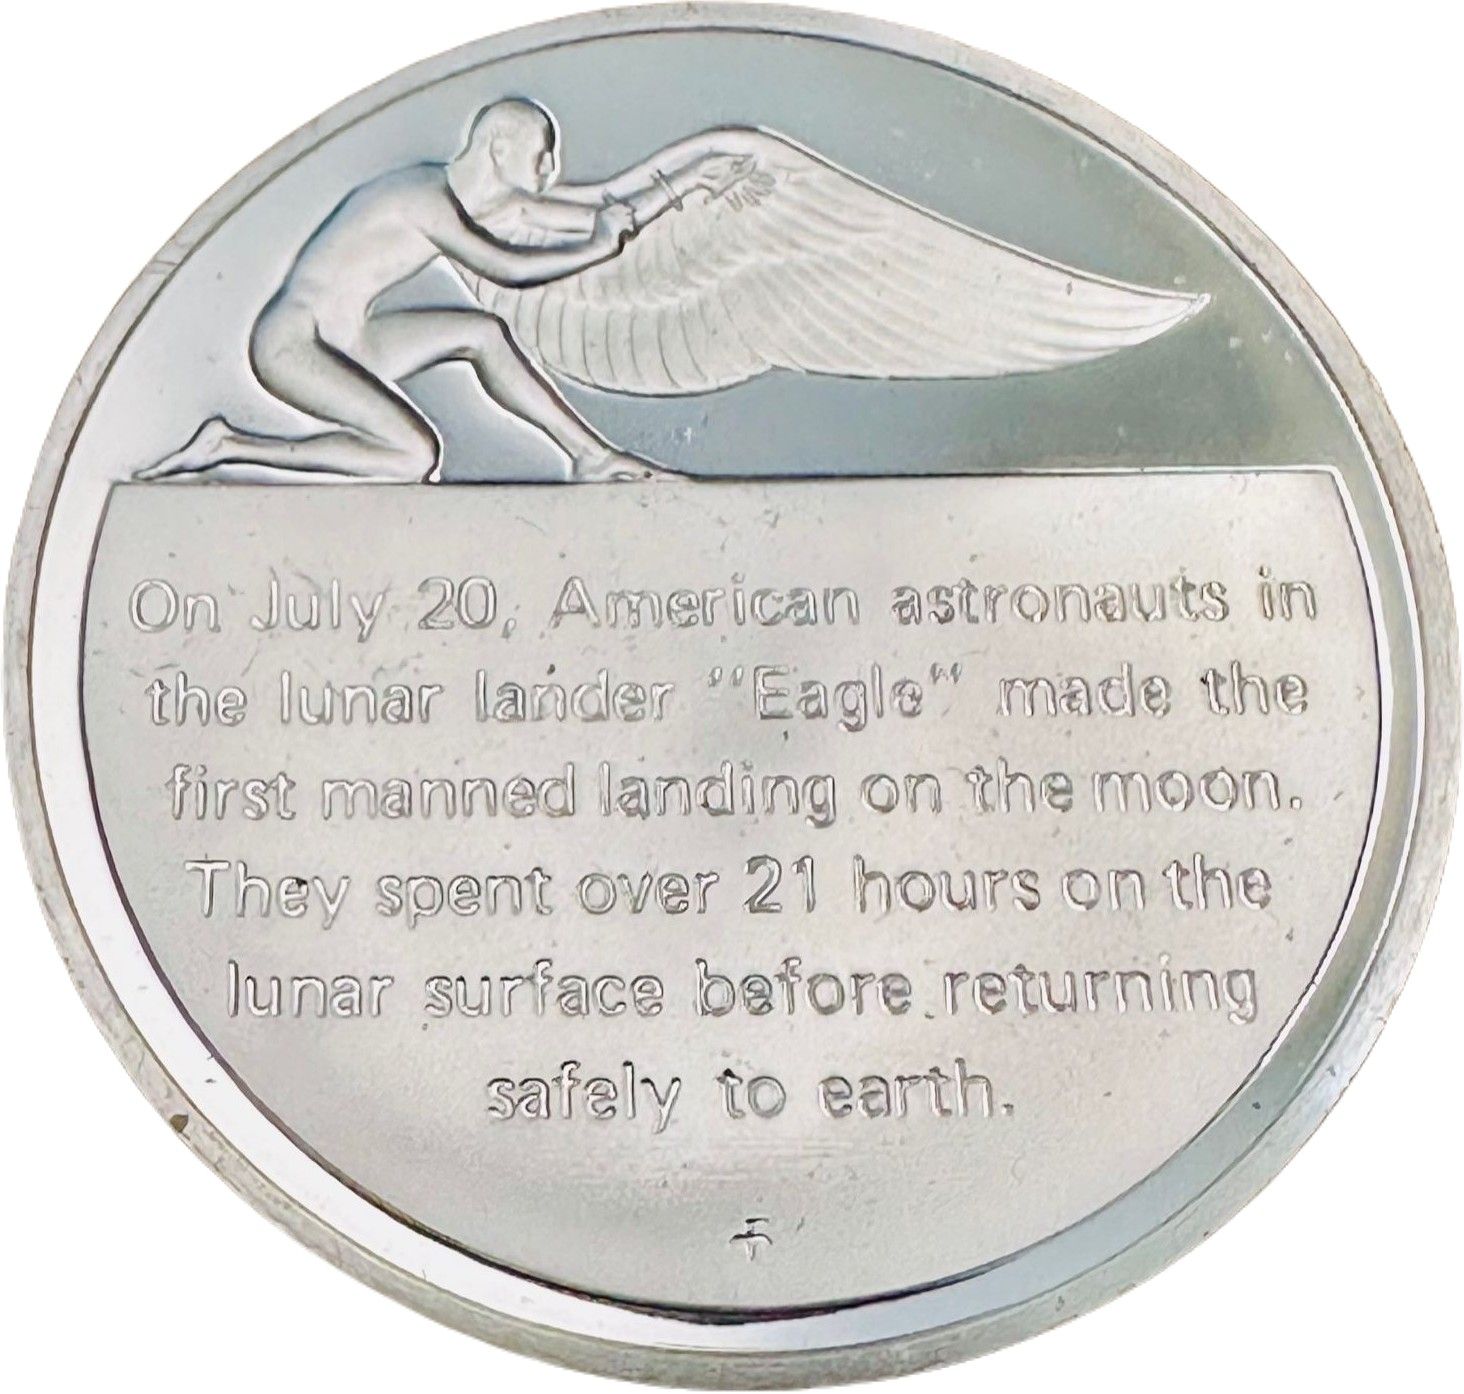 On July 20, American astronauts in
the lunar lander "Eagle" made the
first manned landing on the moon.
They spent over 21 hours on the
lunar surface before returning
safely to earth.